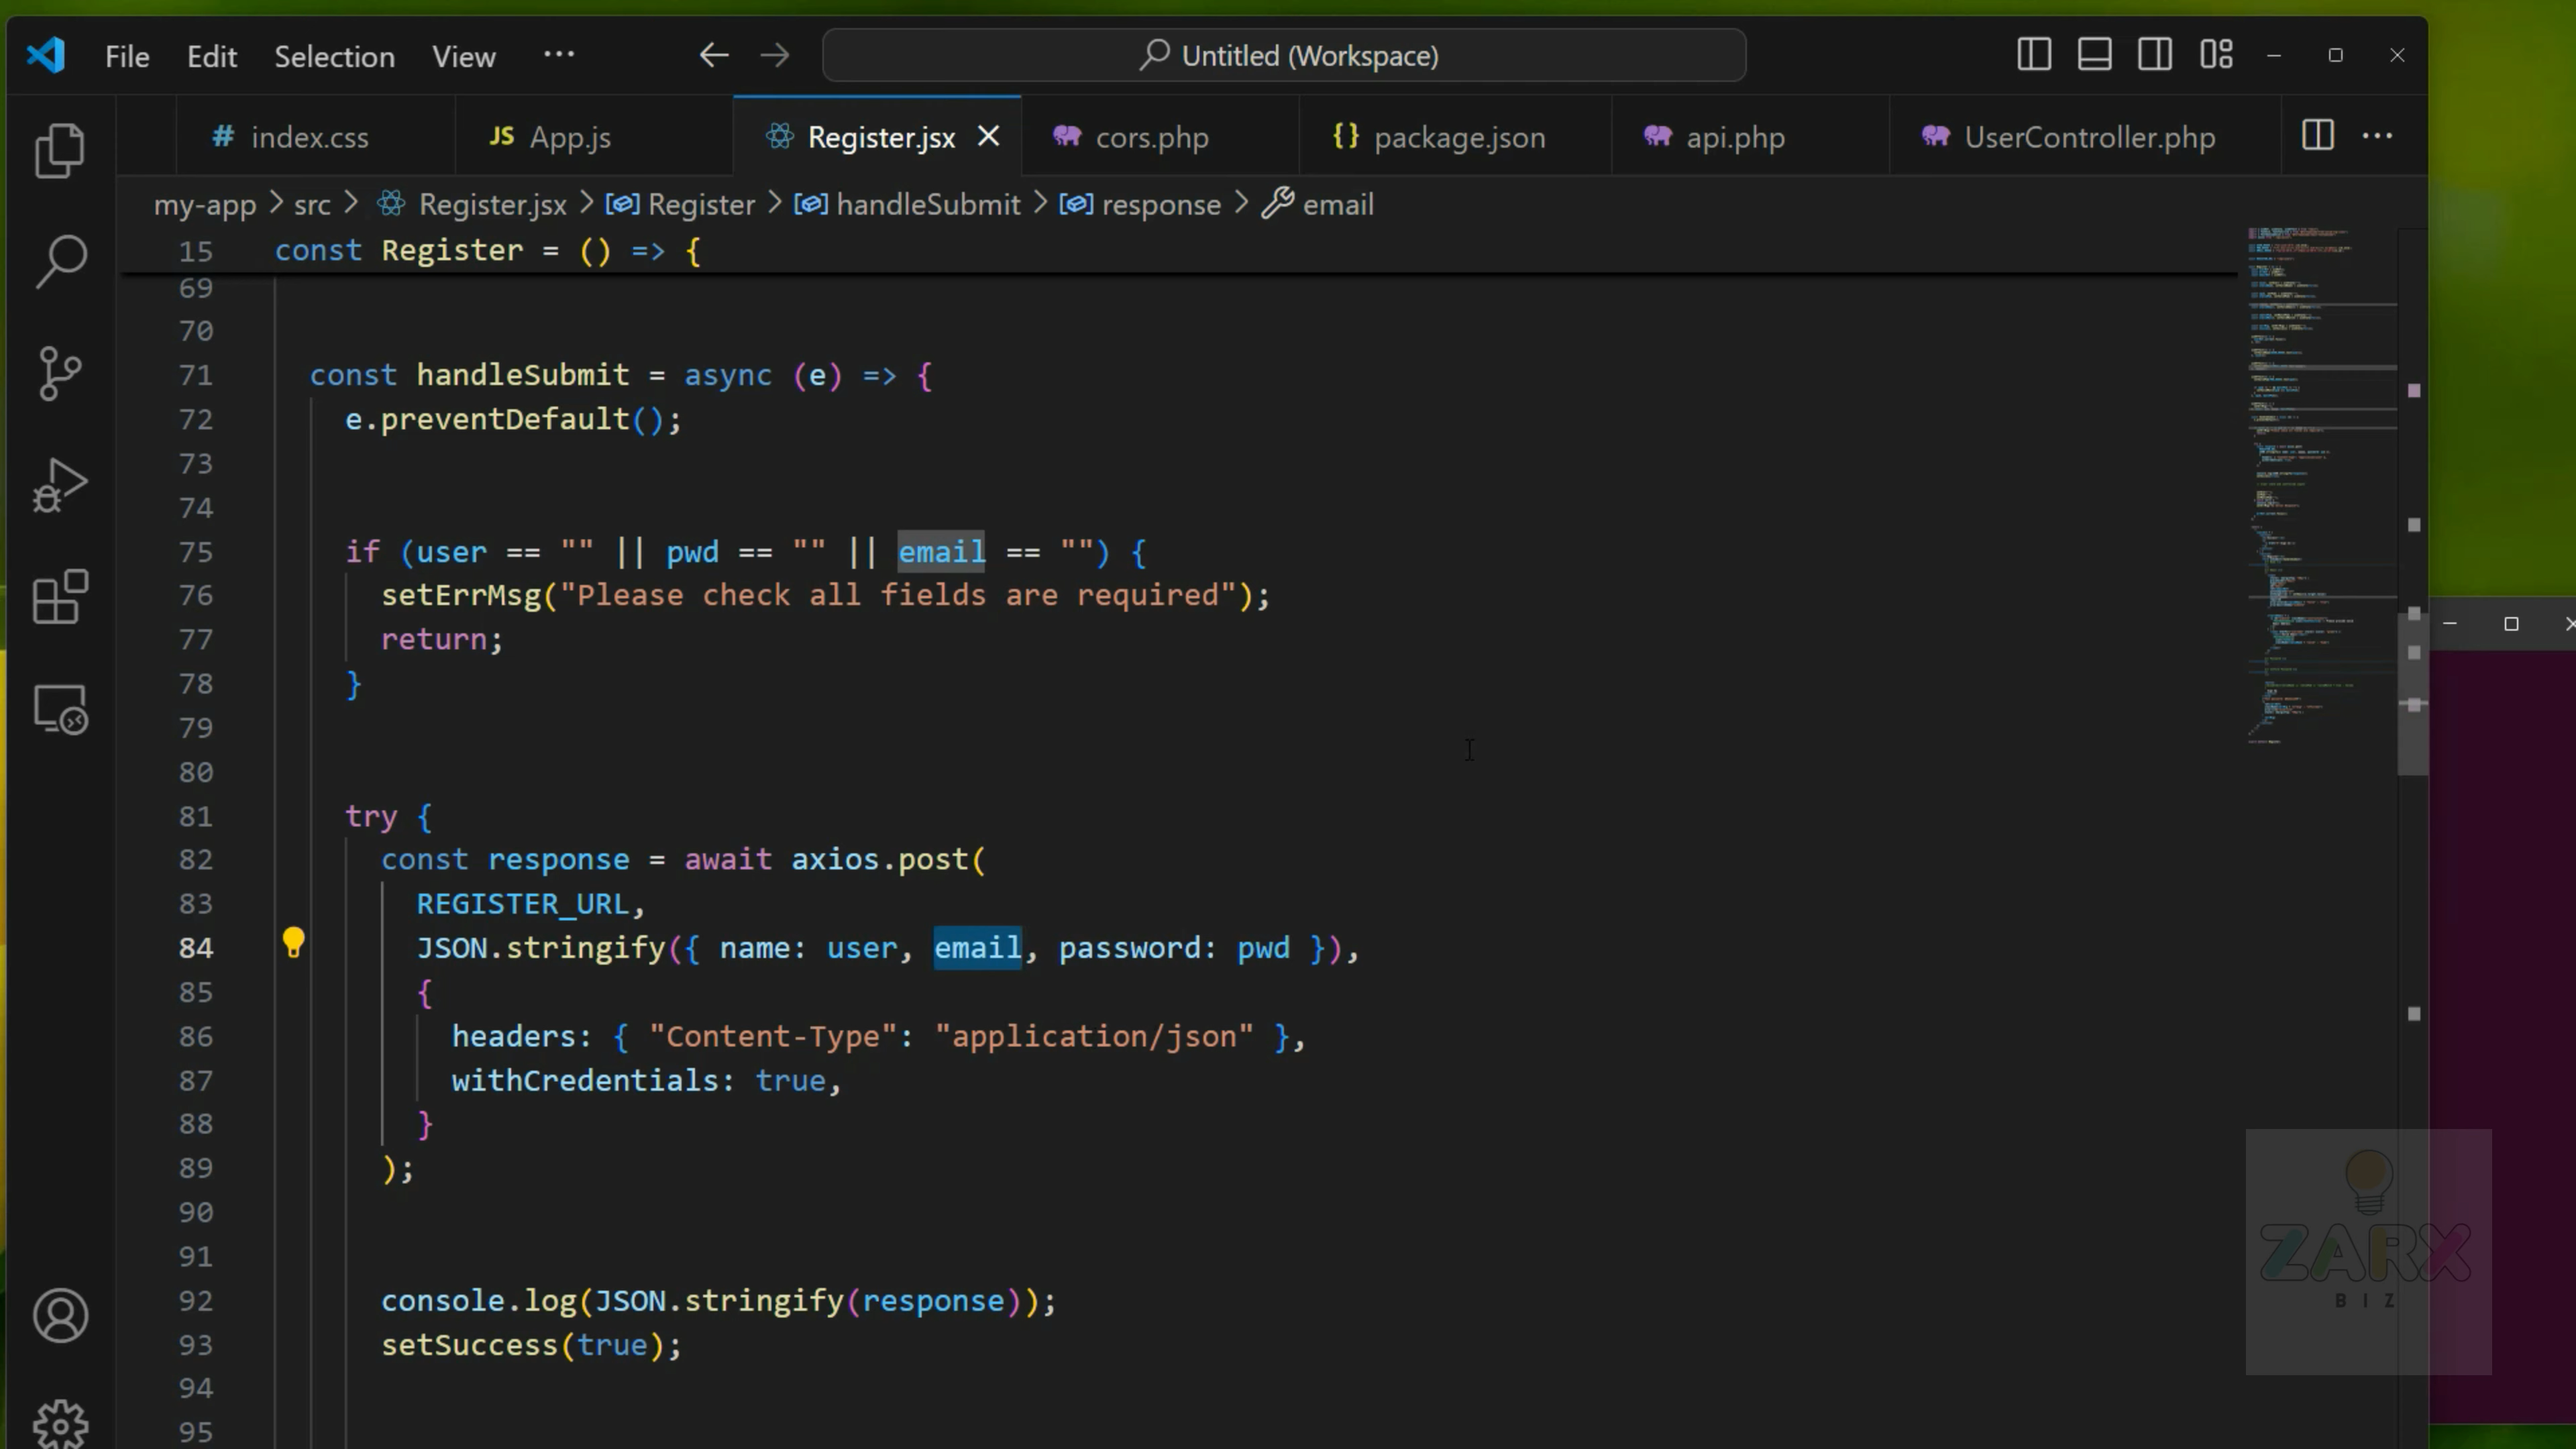 File Edit Selection View ··· Untitled (Workspace)
# index.css JS App.js Register.jsx cors.php {} package.json api.php UserController.php ···
my-app > src > Register.jsx > Register > handleSubmit > response > email
15 const Register = () => {
69
70
71 const handleSubmit = async (e) => {
72 e.preventDefault();
73
74
75 if (user == "" || pwd == "" || email == "") {
76 setErrMsg("Please check all fields are required");
77 return;
78 }
79
80
81 try {
82 const response = await axios.post(
83 REGISTER_URL,
84 JSON.stringify({ name: user, email, password: pwd }),
85 {
86 headers: { "Content-Type": "application/json" },
87 withCredentials: true,
88 }
89 );
90
91
92 console.log(JSON.stringify(response));
93 setSuccess(true);
94
95
ZARX
BIZ